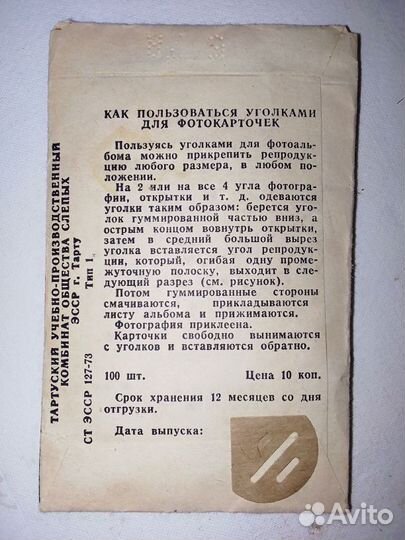 КАК ПОЛЬЗОВАТЬСЯ УГОЛКАМИ
ДЛЯ ФОТОКАРТОЧЕК
Пользуясь уголками для фотоаль-
бома можно прикрепить репродук-
цию любого размера, в любом по-
ложении.
На 2 или на все 4 угла фотогра-
фии, открытки и т. д. одеваются
уголки таким образом: берется уго-
лок гуммированной частью вниз, а
острым концом вовнутрь открытки,
затем в средний большой вырез
уголка вставляется угол репродук-
ции, который, огибая одну проме-
жуточную полоску, выходит в сле-
дующий разрез (см. рисунок).
Потом гуммированные стороны
смачиваются, прикладываются к
листу альбома и прижимаются.
Фотография приклеена.
Карточки свободно вынимаются
с уголков и вставляются обратно.
100 шт. Цена 10 коп.
Срок хранения 12 месяцев со дня
отгрузки.
Дата выпуска:
ТАРТУСКИЙ УЧЕБНО-ПРОИЗВОДСТВЕННЫЙ
КОМБИНАТ ОБЩЕСТВА СЛЕПЫХ
ЭССР г. Тарту
Тип 1
СТ ЭССР 127-73
Avito